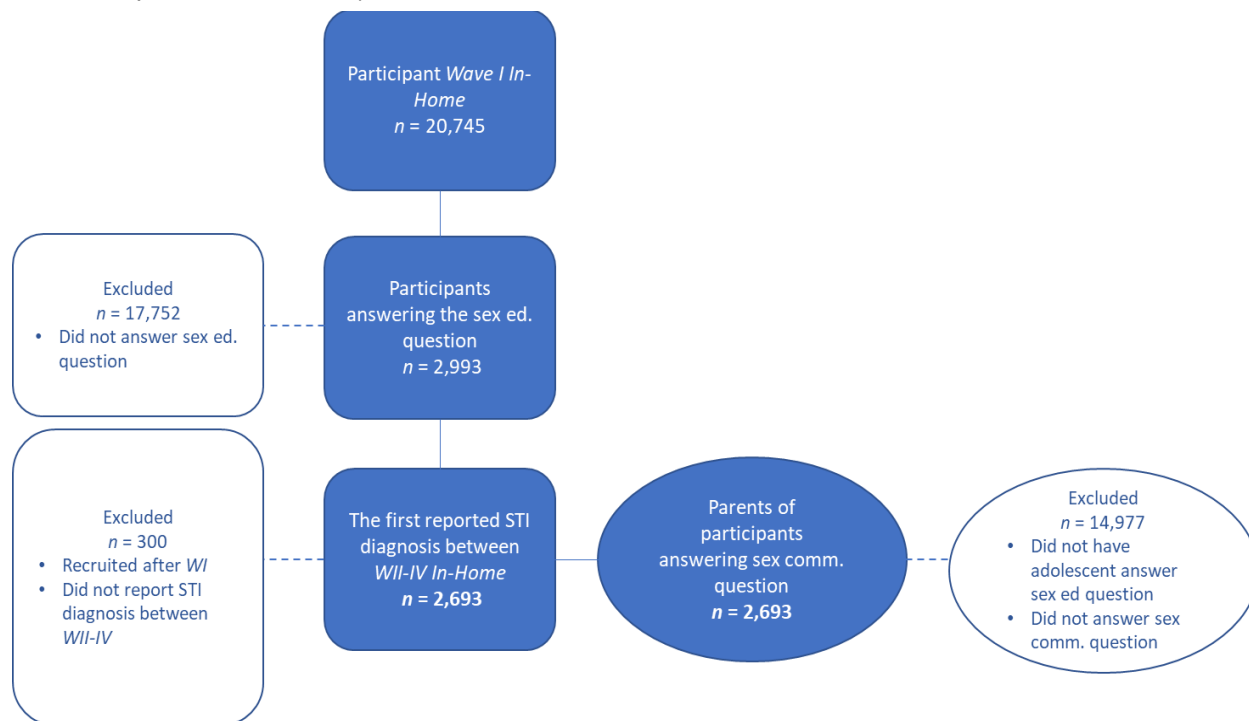 Participant Wave I In-
Home
n = 20,745
Excluded
n = 17,752
• Did not answer sex ed.
question
Participants
answering the sex ed.
question
n = 2,993
Excluded
n = 300
• Recruited after WI
• Did not report STI
diagnosis between
WII-IV
The first reported STI
diagnosis between
WII-IV In-Home
n = 2,693
Parents of
participants
answering sex comm.
question
n = 2,693
Excluded
n = 14,977
• Did not have
adolescent answer
sex ed question
• Did not answer sex
comm. question